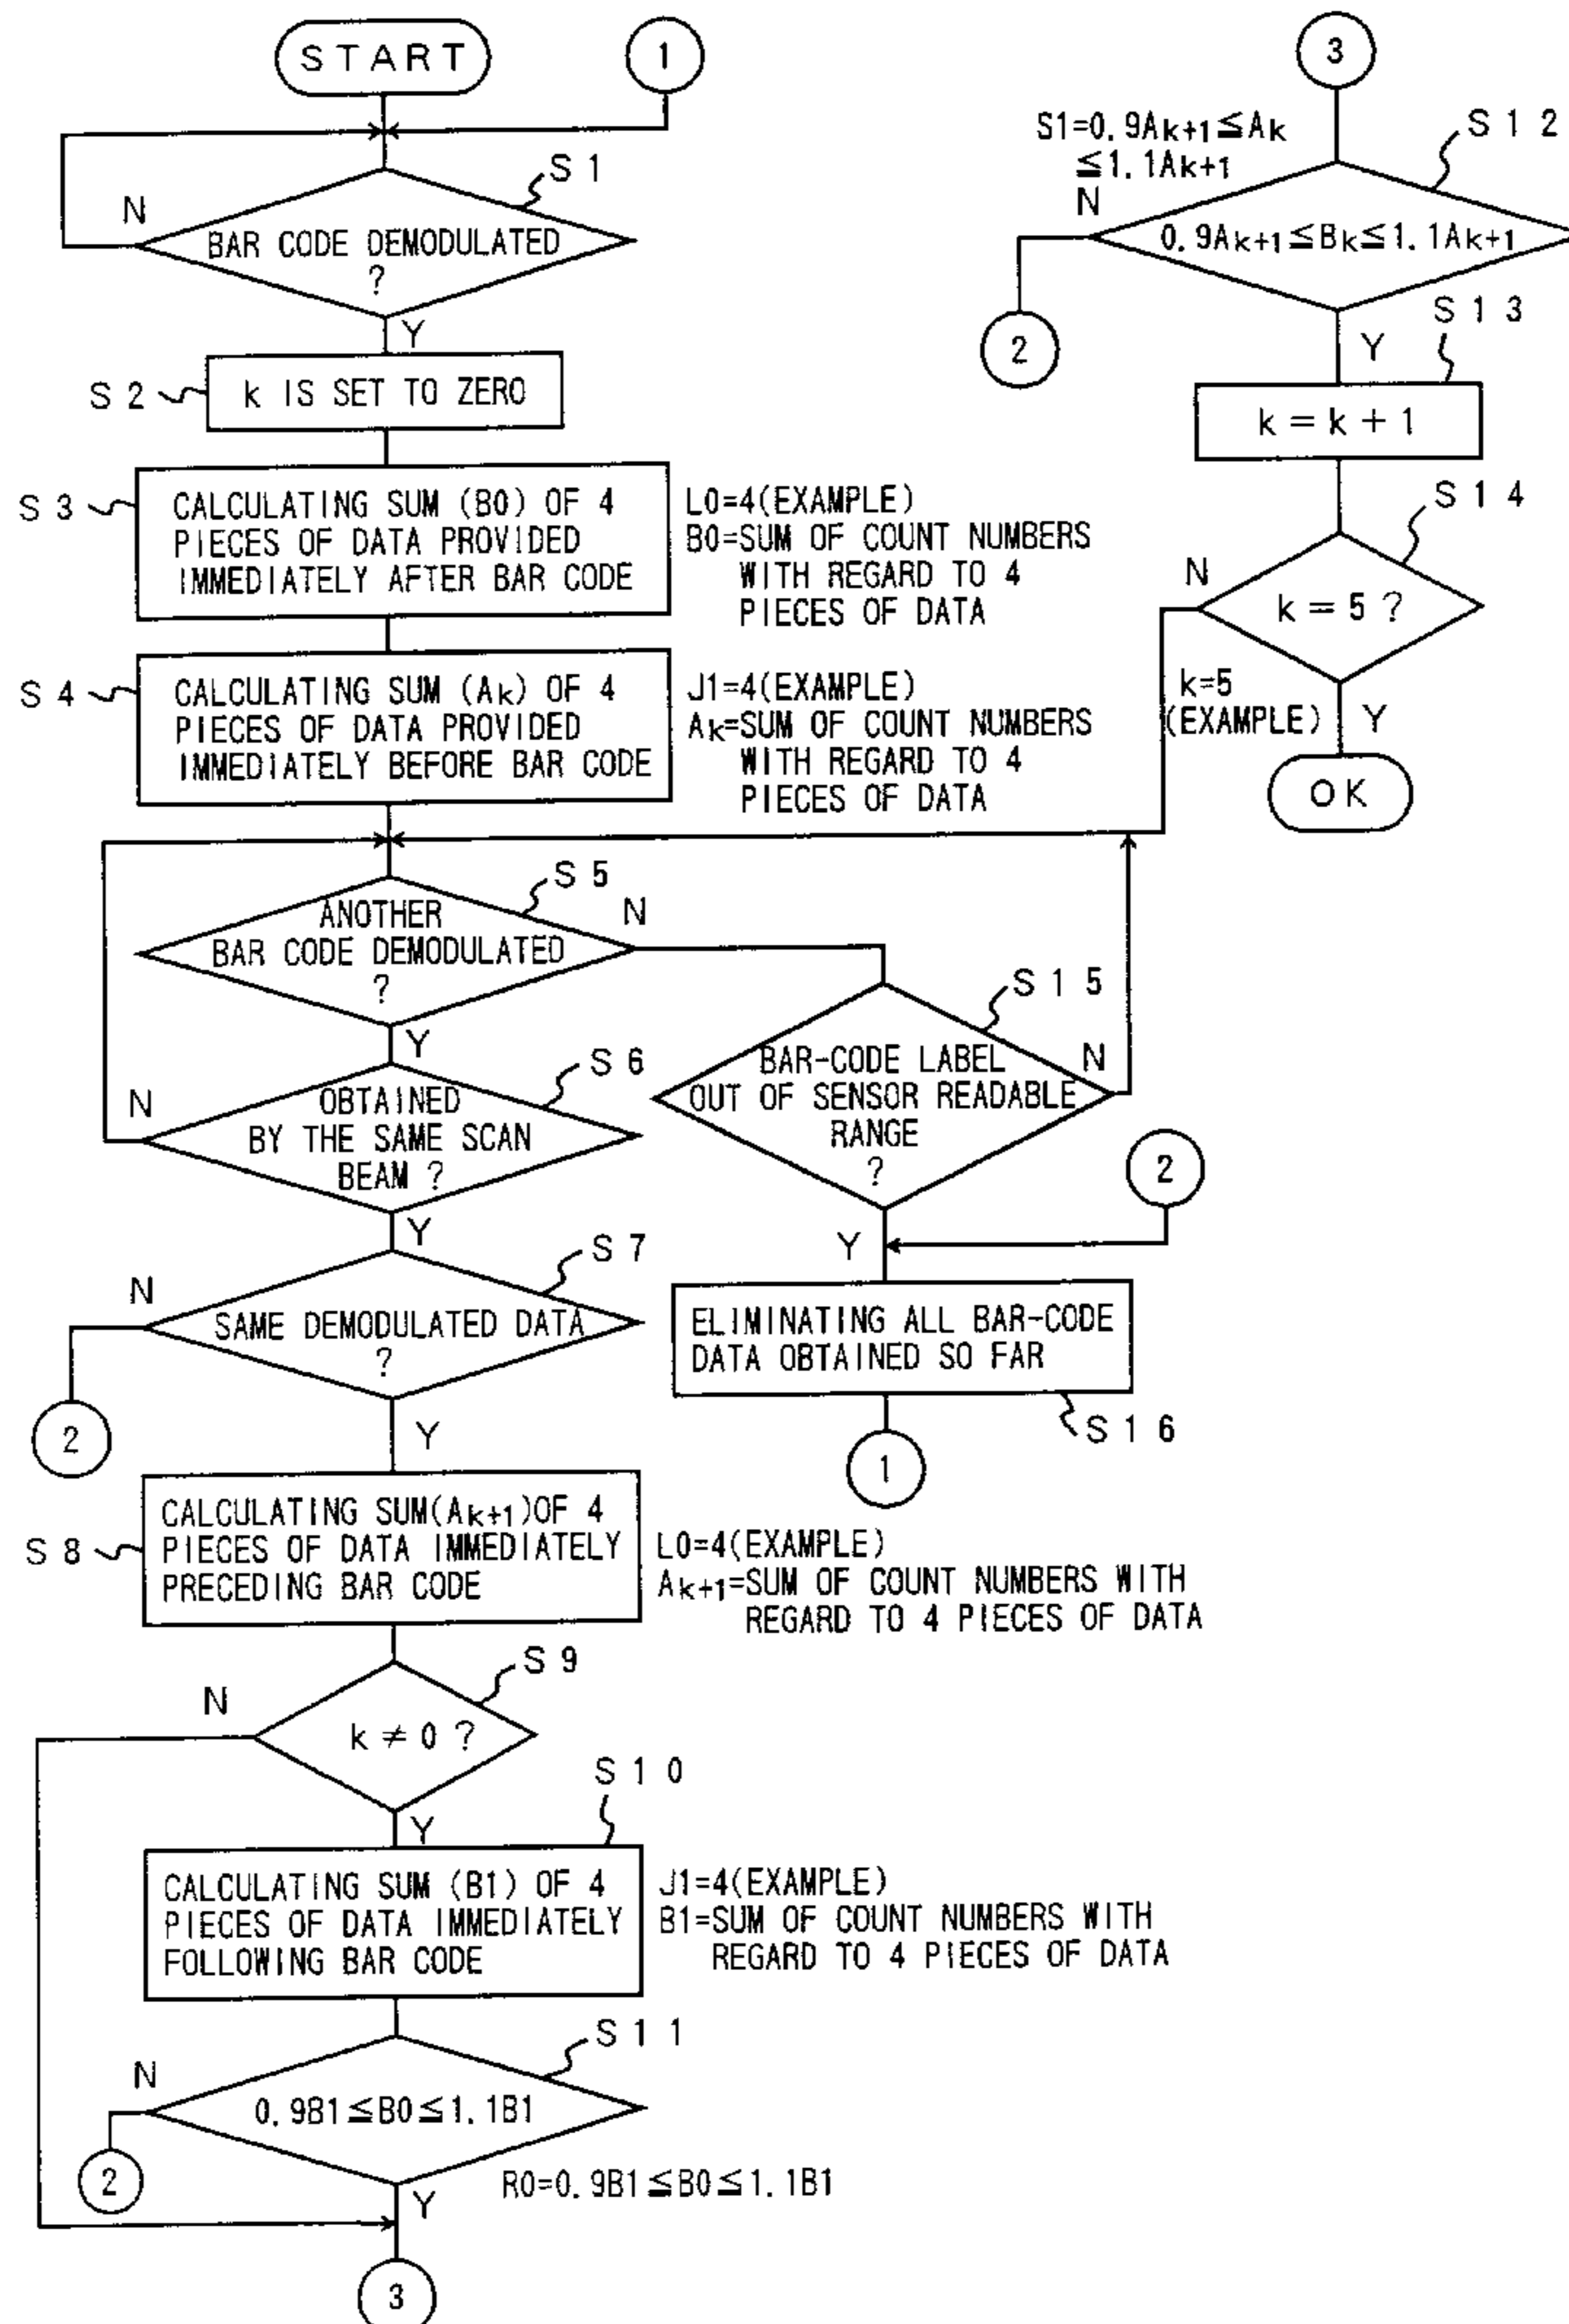 START
1
S1
N
BAR CODE DEMODULATED
?
Y
S2
k IS SET TO ZERO
S3
CALCULATING SUM (B0) OF 4
PIECES OF DATA PROVIDED
IMMEDIATELY AFTER BAR CODE
L0=4(EXAMPLE)
B0=SUM OF COUNT NUMBERS
WITH REGARD TO 4
PIECES OF DATA
S4
CALCULATING SUM (Ak) OF 4
PIECES OF DATA PROVIDED
IMMEDIATELY BEFORE BAR CODE
J1=4(EXAMPLE)
Ak=SUM OF COUNT NUMBERS
WITH REGARD TO 4
PIECES OF DATA
S5
ANOTHER
BAR CODE DEMODULATED
?
N
Y
S6
N
OBTAINED
BY THE SAME SCAN
BEAM ?
Y
S7
N
SAME DEMODULATED DATA
?
2
Y
S8
CALCULATING SUM(Ak+1)OF 4
PIECES OF DATA IMMEDIATELY
PRECEDING BAR CODE
L0=4(EXAMPLE)
Ak+1=SUM OF COUNT NUMBERS WITH
REGARD TO 4 PIECES OF DATA
S9
N
k ≠ 0 ?
Y
S10
CALCULATING SUM (B1) OF 4
PIECES OF DATA IMMEDIATELY
FOLLOWING BAR CODE
J1=4(EXAMPLE)
B1=SUM OF COUNT NUMBERS WITH
REGARD TO 4 PIECES OF DATA
S11
N
0.9B1≦B0≦1.1B1
2
Y
R0=0.9B1≦B0≦1.1B1
3
S15
BAR-CODE LABEL
OUT OF SENSOR READABLE
RANGE
?
N
2
Y
ELIMINATING ALL BAR-CODE
DATA OBTAINED SO FAR
S16
1
3
S1=0.9Ak+1≦Ak
≦1.1Ak+1
S12
N
0.9Ak+1≦Bk≦1.1Ak+1
2
Y
S13
k = k + 1
S14
N
k = 5 ?
k=5
(EXAMPLE)
Y
OK